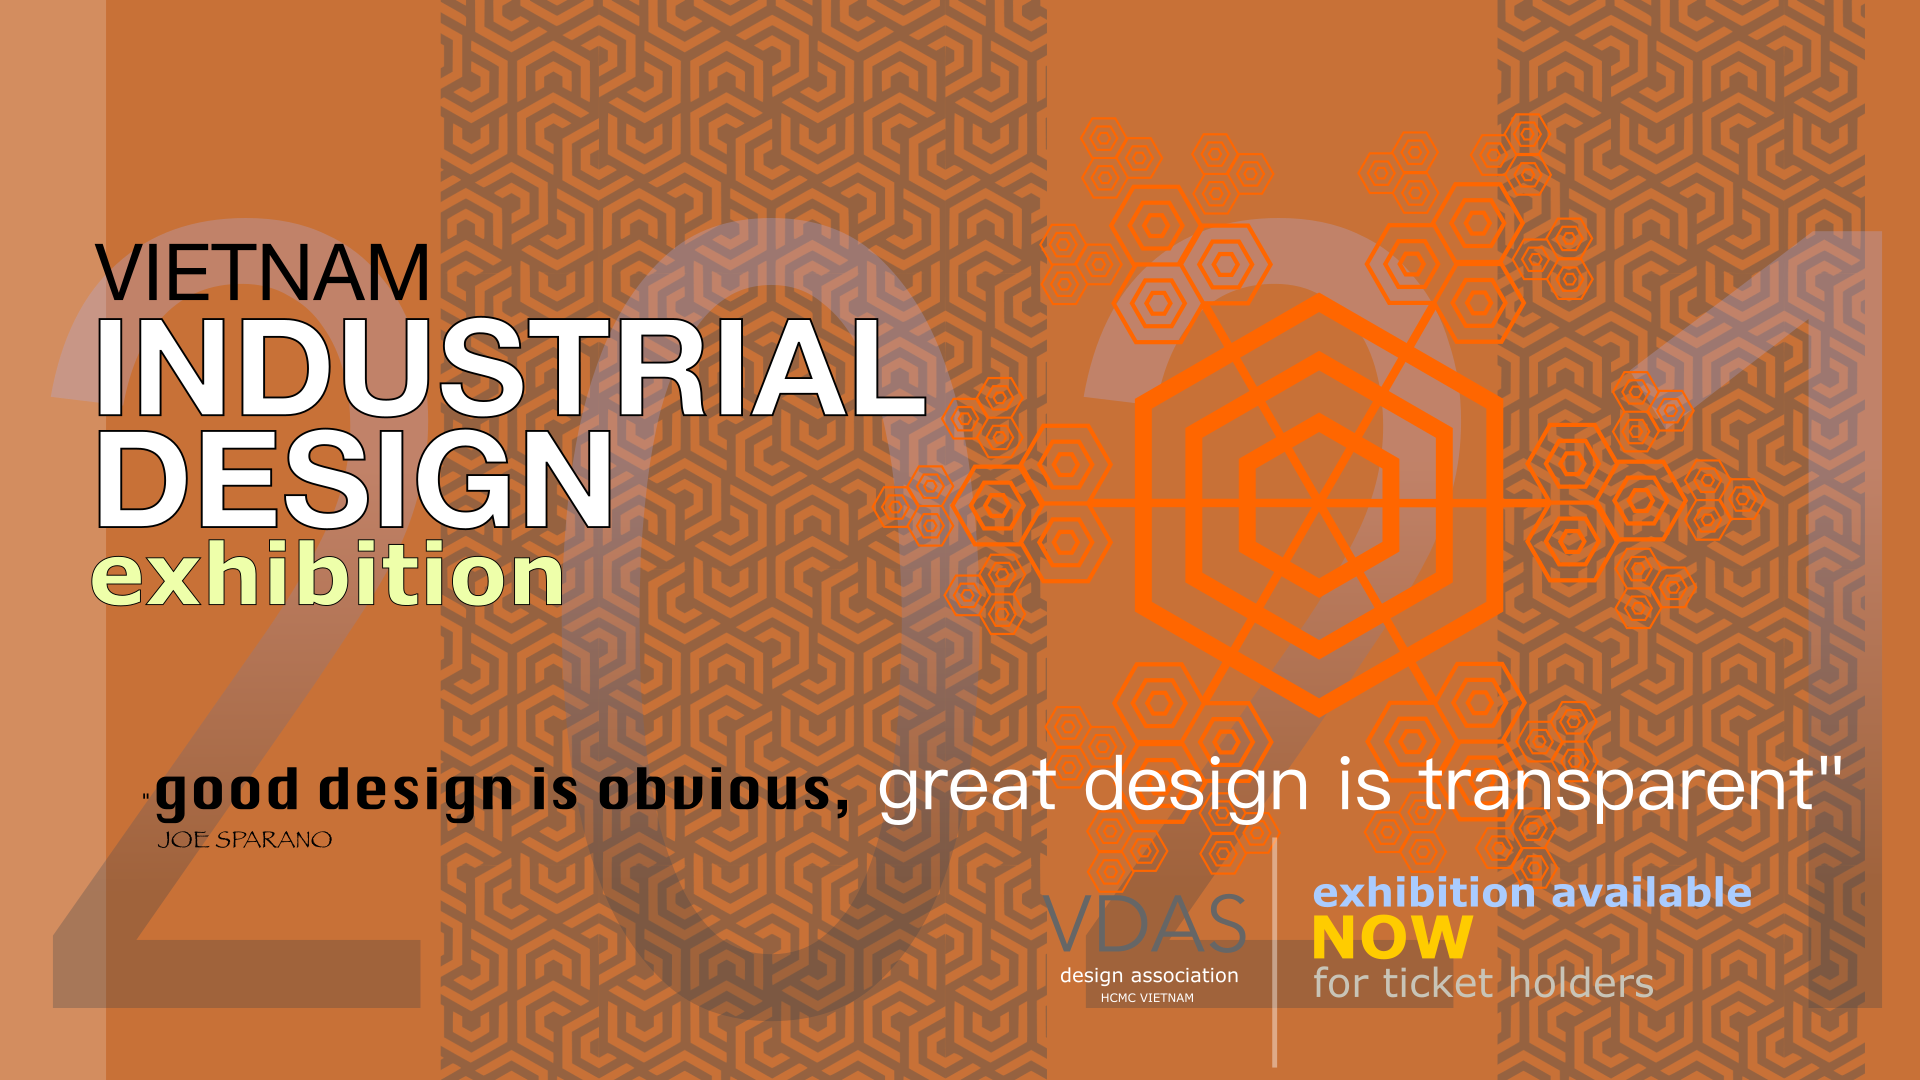 2021
VIETNAM
INDUSTRIAL
DESIGN
exhibition
"good design is obvious, great design is transparent"
JOE SPARANO
VDAS
design association
HCMC VIETNAM
exhibition available
NOW
for ticket holders